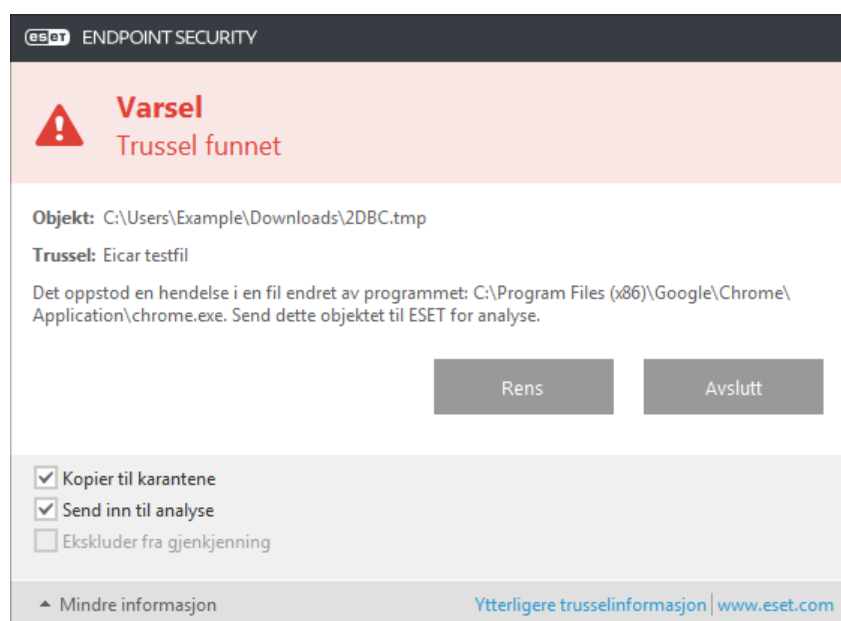 eset ENDPOINT SECURITY
Varsel
Trussel funnet
Objekt: C:\Users\Example\Downloads\2DBC.tmp
Trussel: Eicar testfil
Det oppstod en hendelse i en fil endret av programmet: C:\Program Files (x86)\Google\Chrome\
Application\chrome.exe. Send dette objektet til ESET for analyse.
Rens Avslutt
Kopier til karantene
Send inn til analyse
Ekskluder fra gjenkjenning
Mindre informasjon Ytterligere trusselinformasjon | www.eset.com